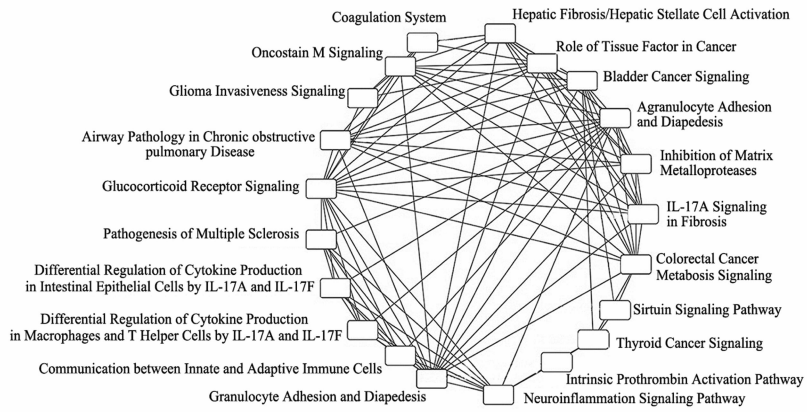 Coagulation System
Hepatic Fibrosis/Hepatic Stellate Cell Activation
Oncostain M Signaling
Role of Tissue Factor in Cancer
Glioma Invasiveness Signaling
Bladder Cancer Signaling
Airway Pathology in Chronic obstructive
pulmonary Disease
Agranulocyte Adhesion
and Diapedesis
Glucocorticoid Receptor Signaling
Inhibition of Matrix
Metalloproteases
Pathogenesis of Multiple Sclerosis
IL-17A Signaling
in Fibrosis
Differential Regulation of Cytokine Production
in Intestinal Epithelial Cells by IL-17A and IL-17F
Colorectal Cancer
Metabosis Signaling
Differential Regulation of Cytokine Production
in Macrophages and T Helper Cells by IL-17A and IL-17F
Sirtuin Signaling Pathway
Thyroid Cancer Signaling
Communication between Innate and Adaptive Immune Cells
Intrinsic Prothrombin Activation Pathway
Granulocyte Adhesion and Diapedesis
Neuroinflammation Signaling Pathway